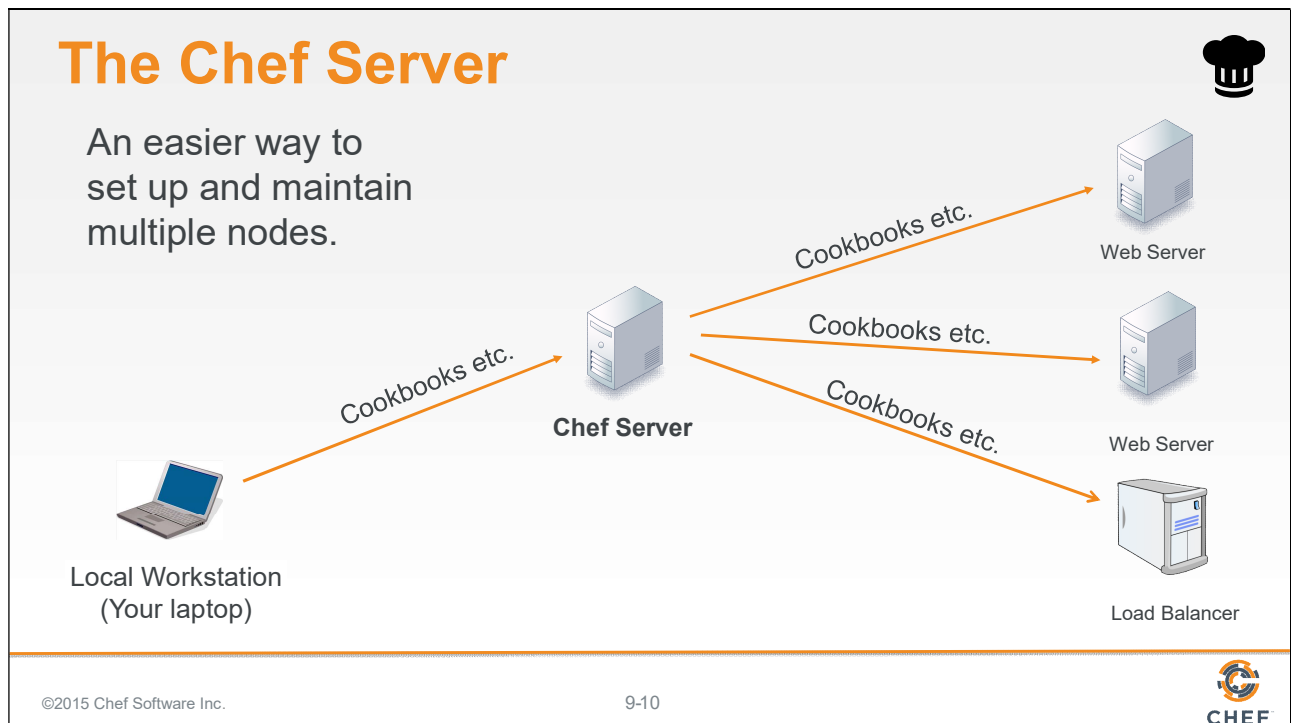 The Chef Server
An easier way to
set up and maintain
multiple nodes.
Cookbooks etc.
Web Server
Cookbooks etc.
Cookbooks etc.
Chef Server
Cookbooks etc.
Web Server
Local Workstation
(Your laptop)
Load Balancer
©2015 Chef Software Inc.
9-10
CHEF